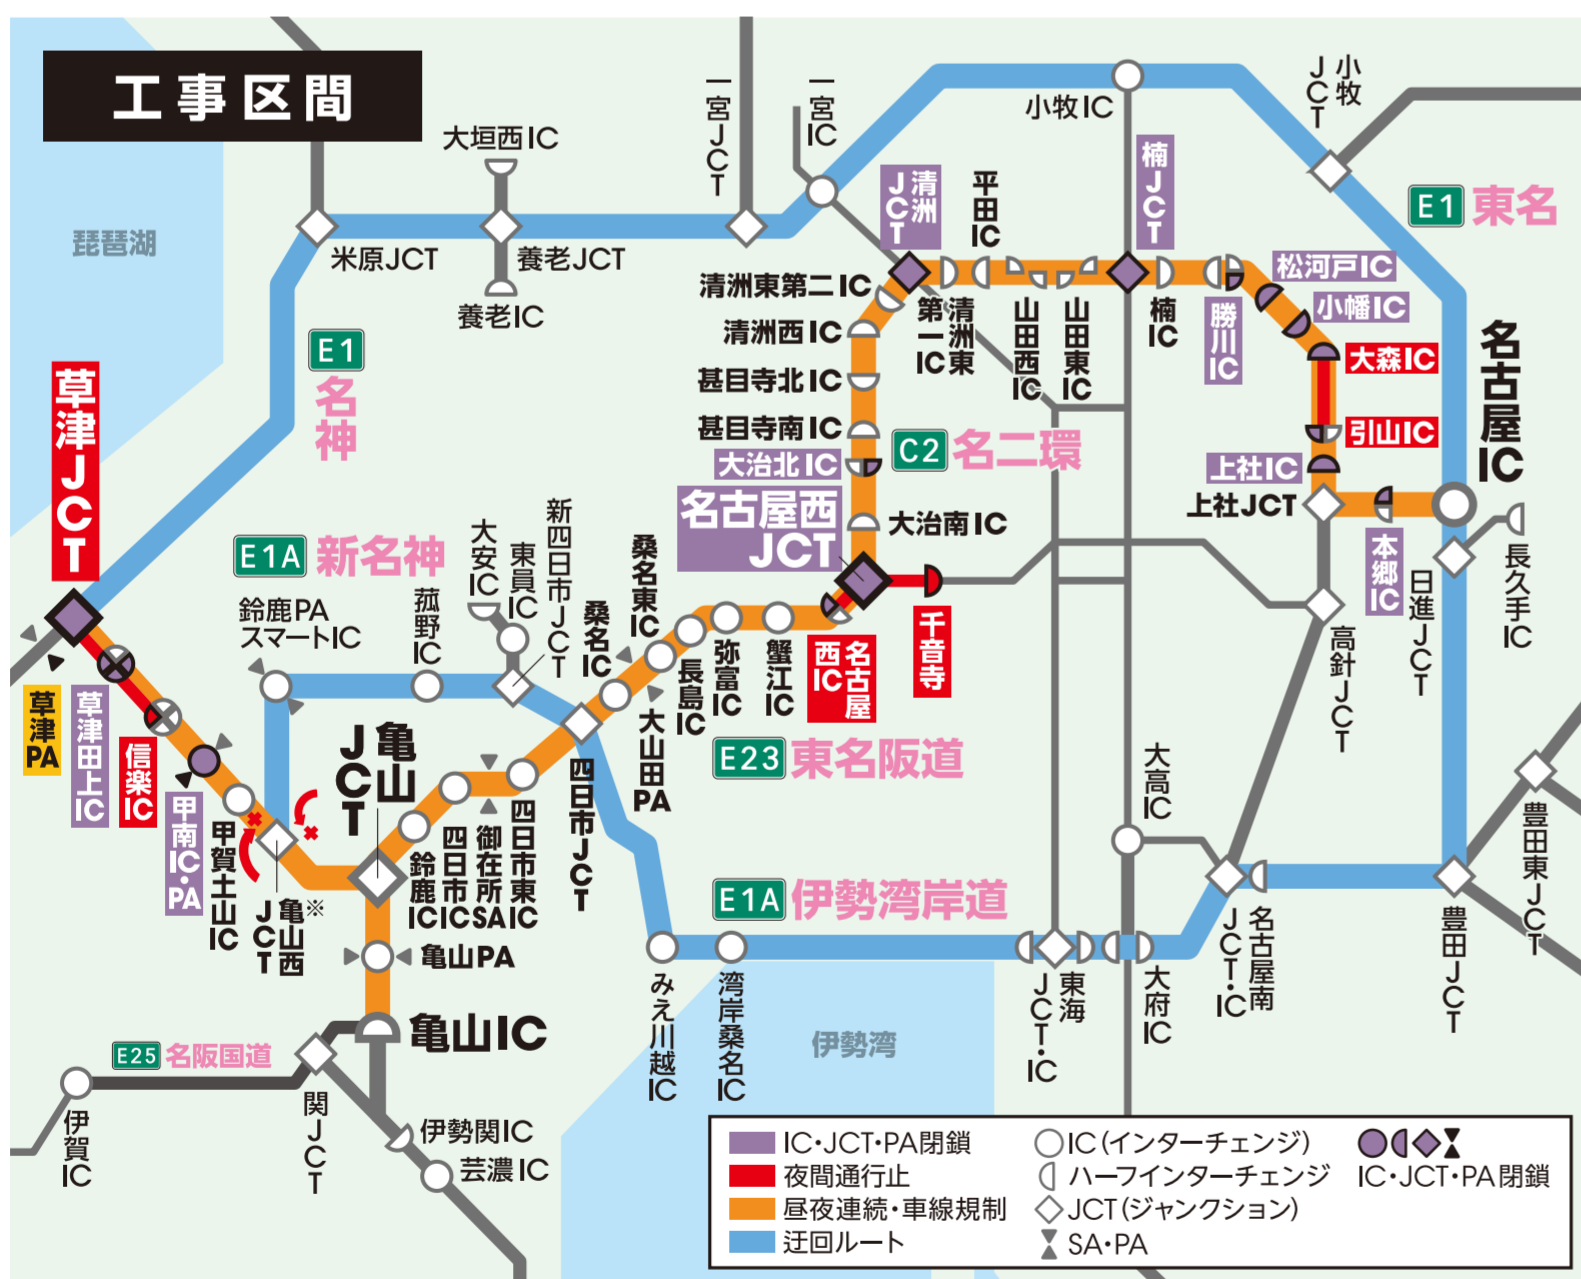 工事区間
琵琶湖
大垣西IC
米原JCT
養老JCT
養老IC
一宮JCT
一宮IC
小牧IC
小牧JCT
E1 東名
E1 名神
清洲JCT
平田IC
楠JCT
松河戸IC
小幡IC
大森IC
引山IC
上社IC
上社JCT
名古屋IC
清洲東第二IC
清洲東第一IC
清洲西IC
甚目寺北IC
甚目寺南IC
大治北IC
C2 名二環
山田西IC
山田東IC
楠IC
勝川IC
名古屋西JCT
大治南IC
本郷IC
日進JCT
長久手IC
高針JCT
草津JCT
E1A 新名神
鈴鹿PA
スマートIC
菰野IC
大安IC
東員IC
新四日市JCT
桑名IC
桑名東IC
長島IC
弥富IC
蟹江IC
名古屋西IC
千音寺
草津PA
草津田上IC
信楽IC
甲南IC・PA
甲賀土山IC
亀山西JCT※
亀山JCT
鈴鹿IC
四日市IC
御在所SA
四日市東IC
四日市JCT
大山田PA
E23 東名阪道
大高IC
E1A 伊勢湾岸道
亀山PA
亀山IC
E25 名阪国道
伊賀IC
関JCT
伊勢関IC
芸濃IC
みえ川越IC
湾岸桑名IC
伊勢湾
東海JCT・IC
大府IC
名古屋南JCT・IC
豊田JCT
豊田東JCT
IC・JCT・PA閉鎖
夜間通行止
昼夜連続・車線規制
迂回ルート
IC(インターチェンジ)
ハーフインターチェンジ
JCT(ジャンクション)
SA・PA
IC・JCT・PA閉鎖